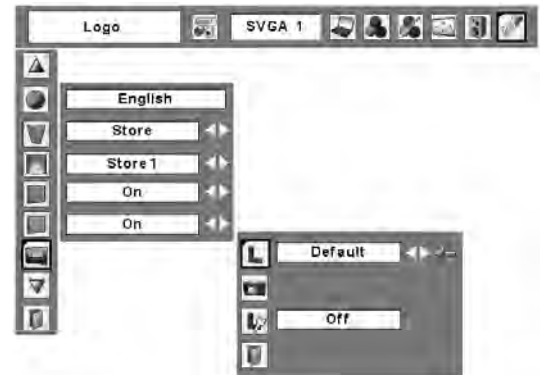 Logo
SVGA 1
English
Store
Store 1
On
On
Default
Off